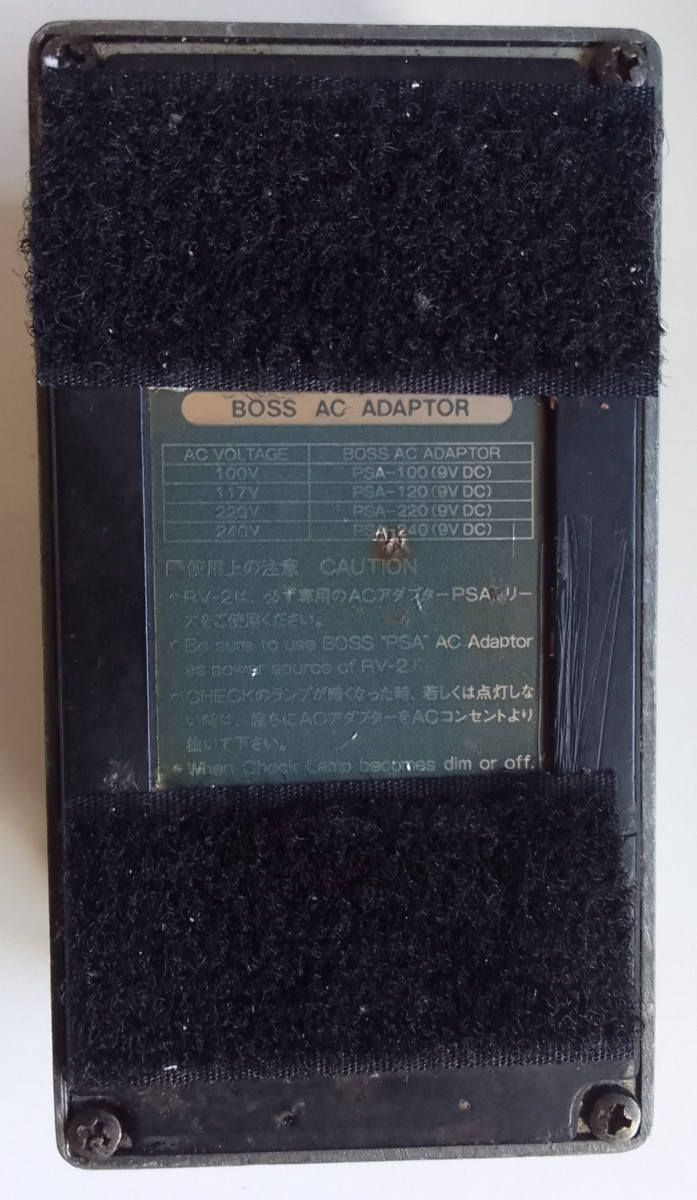 BOSS AC ADAPTOR
AC VOLTAGE BOSS AC ADAPTOR
100V PSA-100 (9V DC)
117V PSA-120 (9V DC)
220V PSA-220 (9V DC)
240V PSA-240 (9V DC)
使用上の注意 CAUTION
•RV-2は、必ず専用のACアダプターPSAシリー
ズをご使用ください。
•Be sure to use BOSS "PSA" AC Adaptor
as power source of RV-2.
•CHECKのランプが暗くなった時、若しくは点灯しな
い時は、直ちにACアダプターをACコンセントより
抜いて下さい。
•When Check Lamp becomes dim or off,